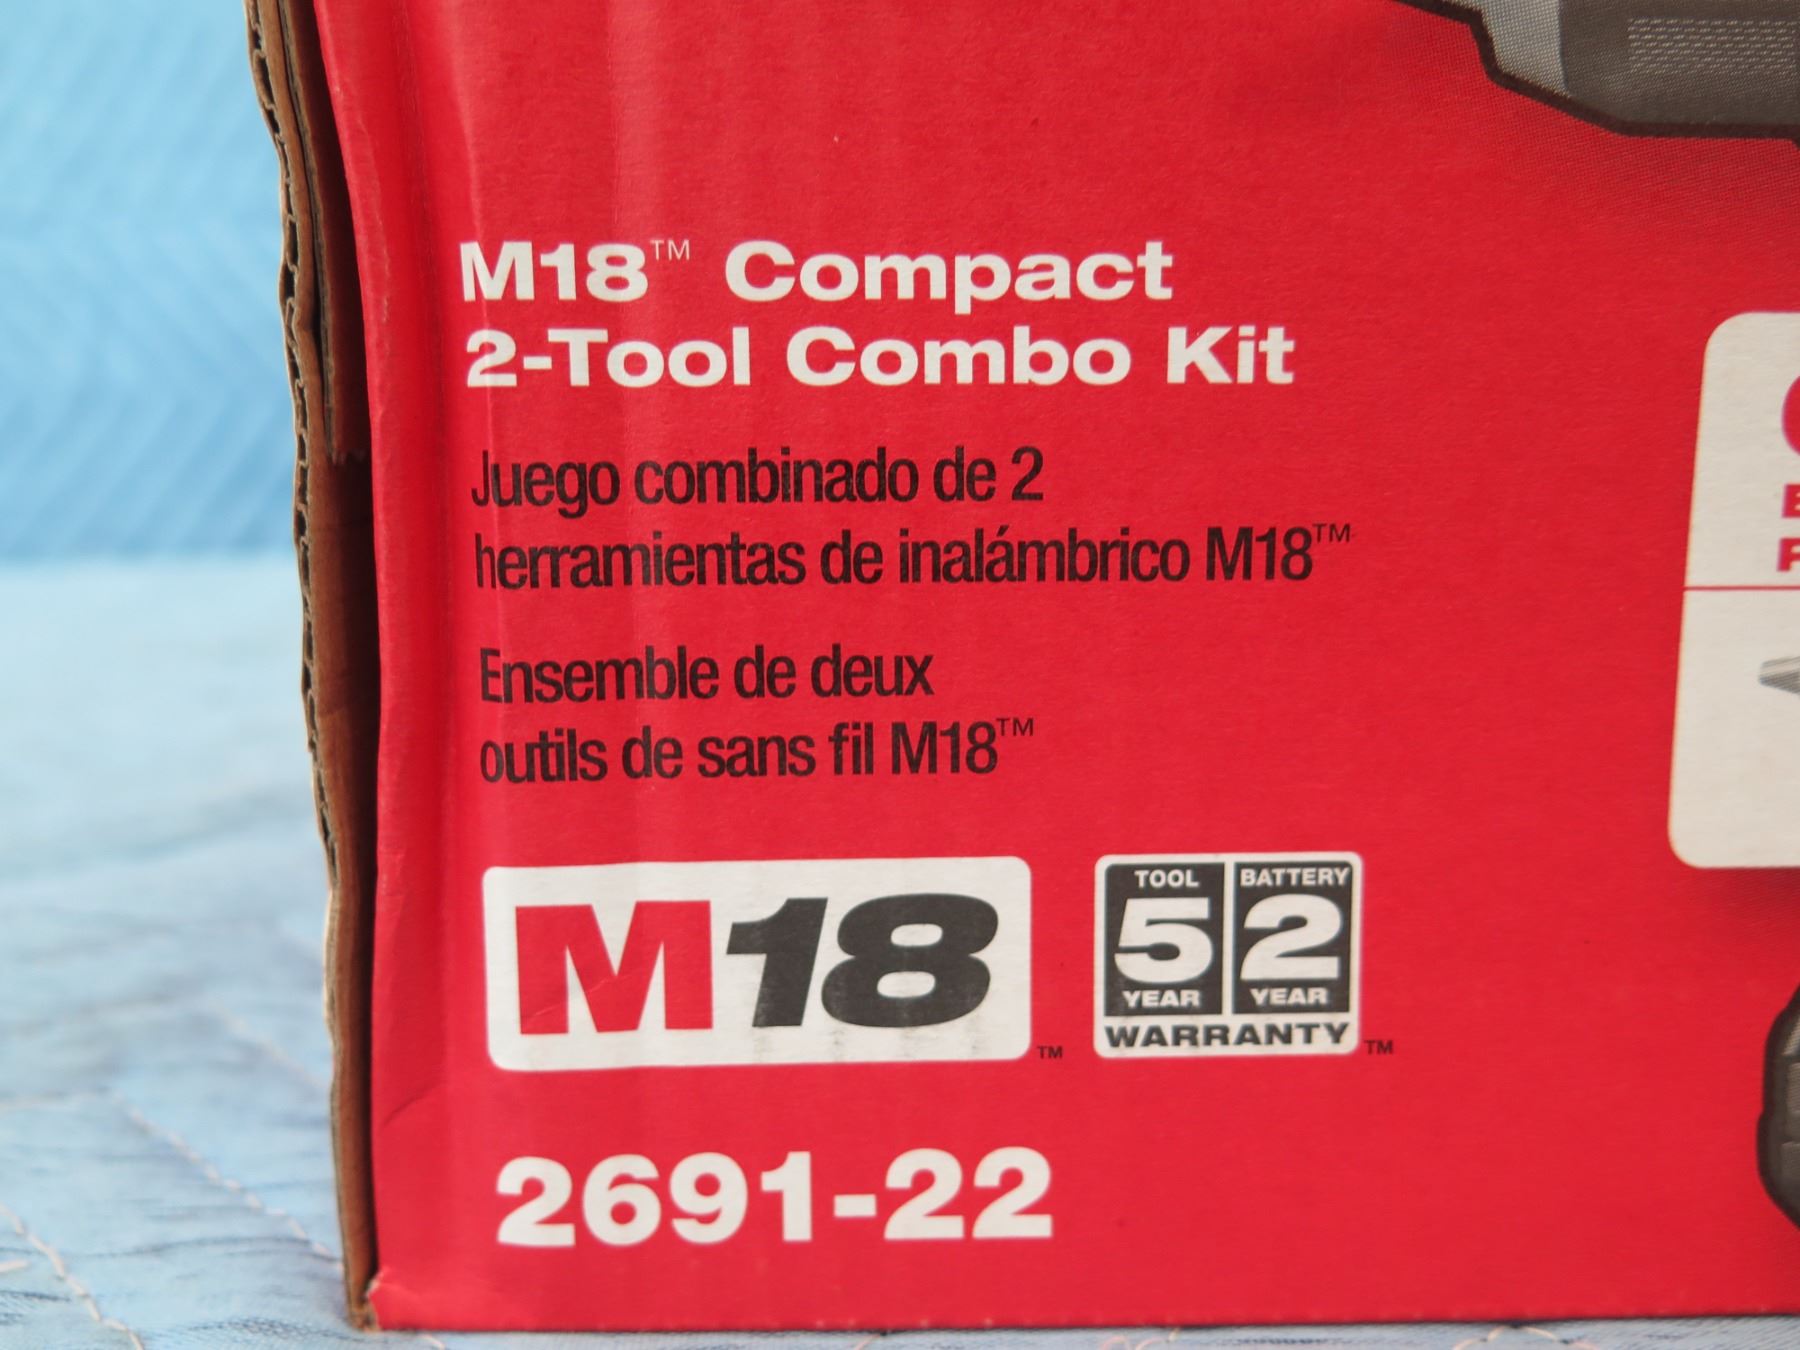 M18™ Compact
2-Tool Combo Kit
Juego combinado de 2
herramientas de inalámbrico M18™
Ensemble de deux
outils de sans fil M18™
M18™
TOOL 5 YEAR
BATTERY 2 YEAR
WARRANTY™
2691-22